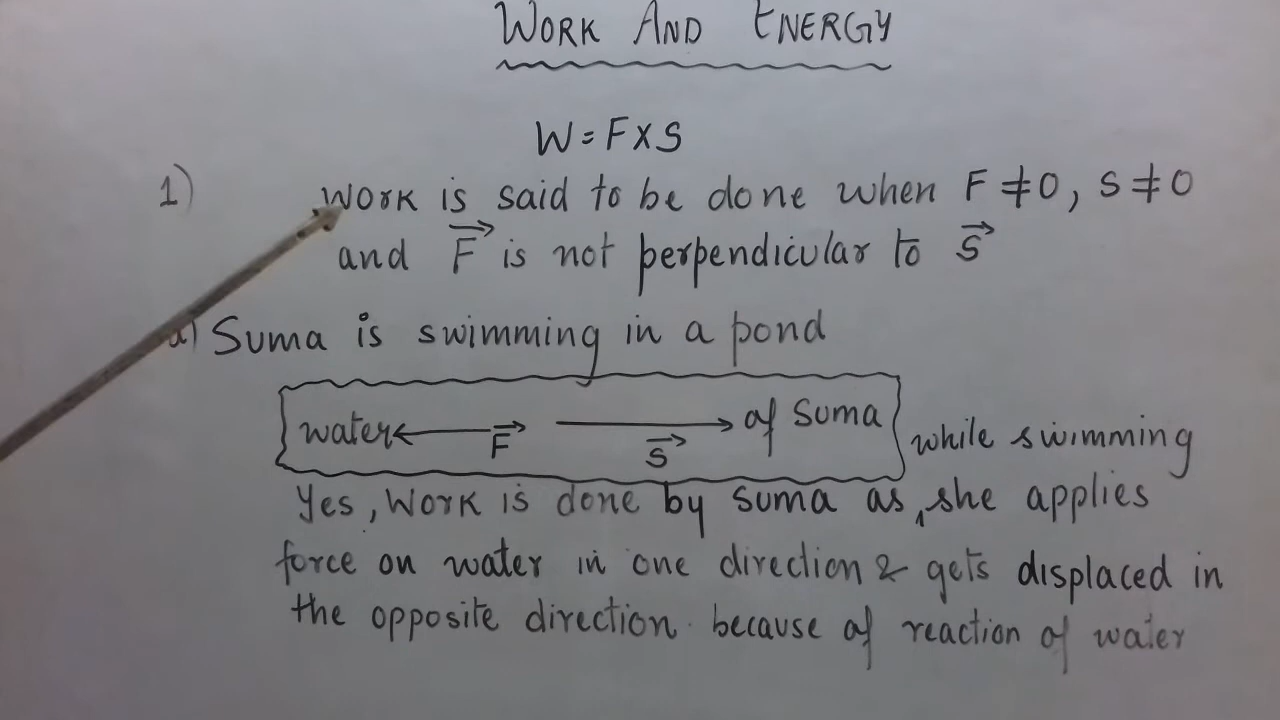 WORK AND ENERGY
W = F X S
1) Work is said to be done when F ≠ 0, S ≠ 0
and F⃗ is not perpendicular to S⃗
a) Suma is swimming in a pond
water ← F⃗ → S⃗ of Suma
Yes, Work is done by Suma as, while swimming she applies
force on water in one direction & gets displaced in
the opposite direction because of reaction of water